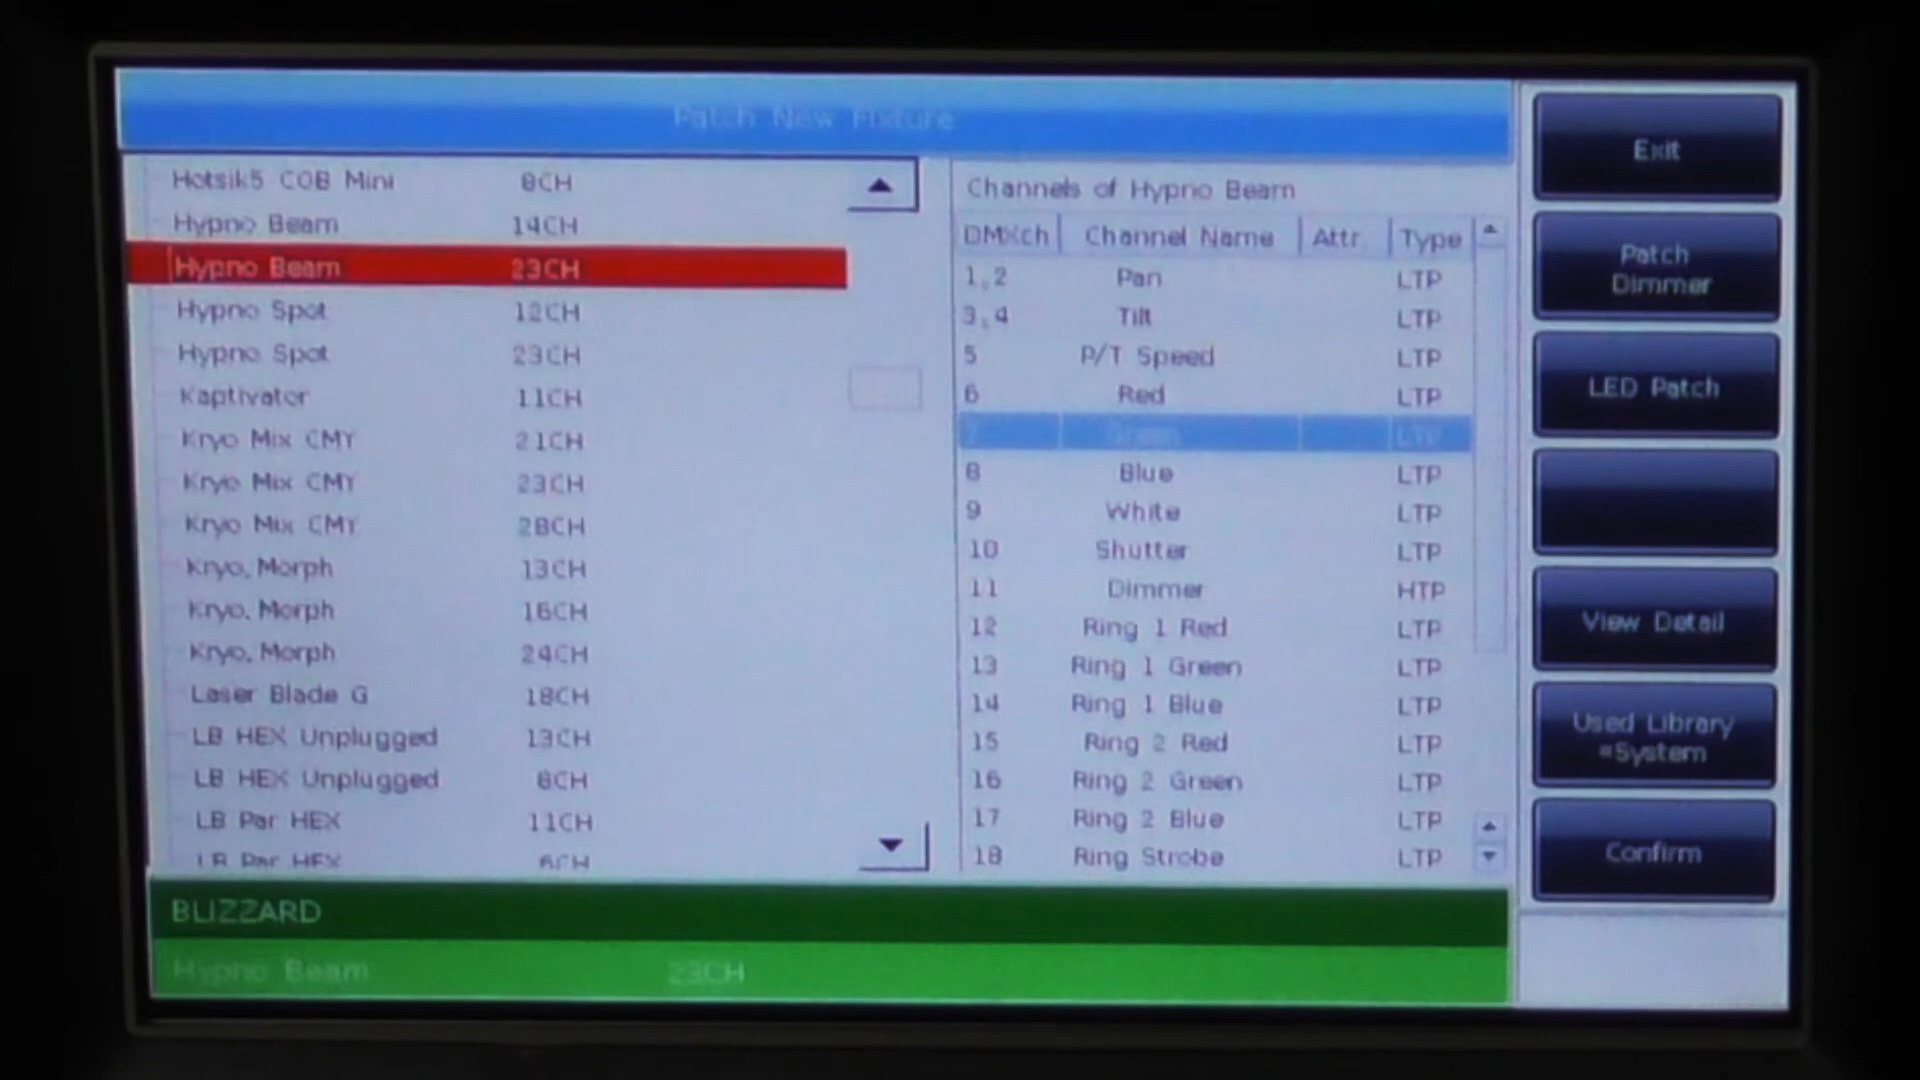 Patch New Fixture
Hotsik5 COB Mini 8CH
Hypno Beam 14CH
Hypno Beam 23CH
Hypno Spot 12CH
Hypno Spot 23CH
Kaptivator 11CH
Kryo Mix CMY 21CH
Kryo Mix CMY 23CH
Kryo Mix CMY 28CH
Kryo.Morph 13CH
Kryo.Morph 16CH
Kryo.Morph 24CH
Laser Blade G 18CH
LB HEX Unplugged 13CH
LB HEX Unplugged 8CH
LB Par HEX 11CH
LB Par HEX 6CH
BLIZZARD
Hypno Beam 23CH
Channels of Hypno Beam
DMXch Channel Name Attr Type
1,2 Pan LTP
3,4 Tilt LTP
5 P/T Speed LTP
6 Red LTP
7 Green LTP
8 Blue LTP
9 White LTP
10 Shutter LTP
11 Dimmer HTP
12 Ring 1 Red LTP
13 Ring 1 Green LTP
14 Ring 1 Blue LTP
15 Ring 2 Red LTP
16 Ring 2 Green LTP
17 Ring 2 Blue LTP
18 Ring Strobe LTP
Exit
Patch
Dimmer
LED Patch
View Detail
Used Library
=System
Confirm